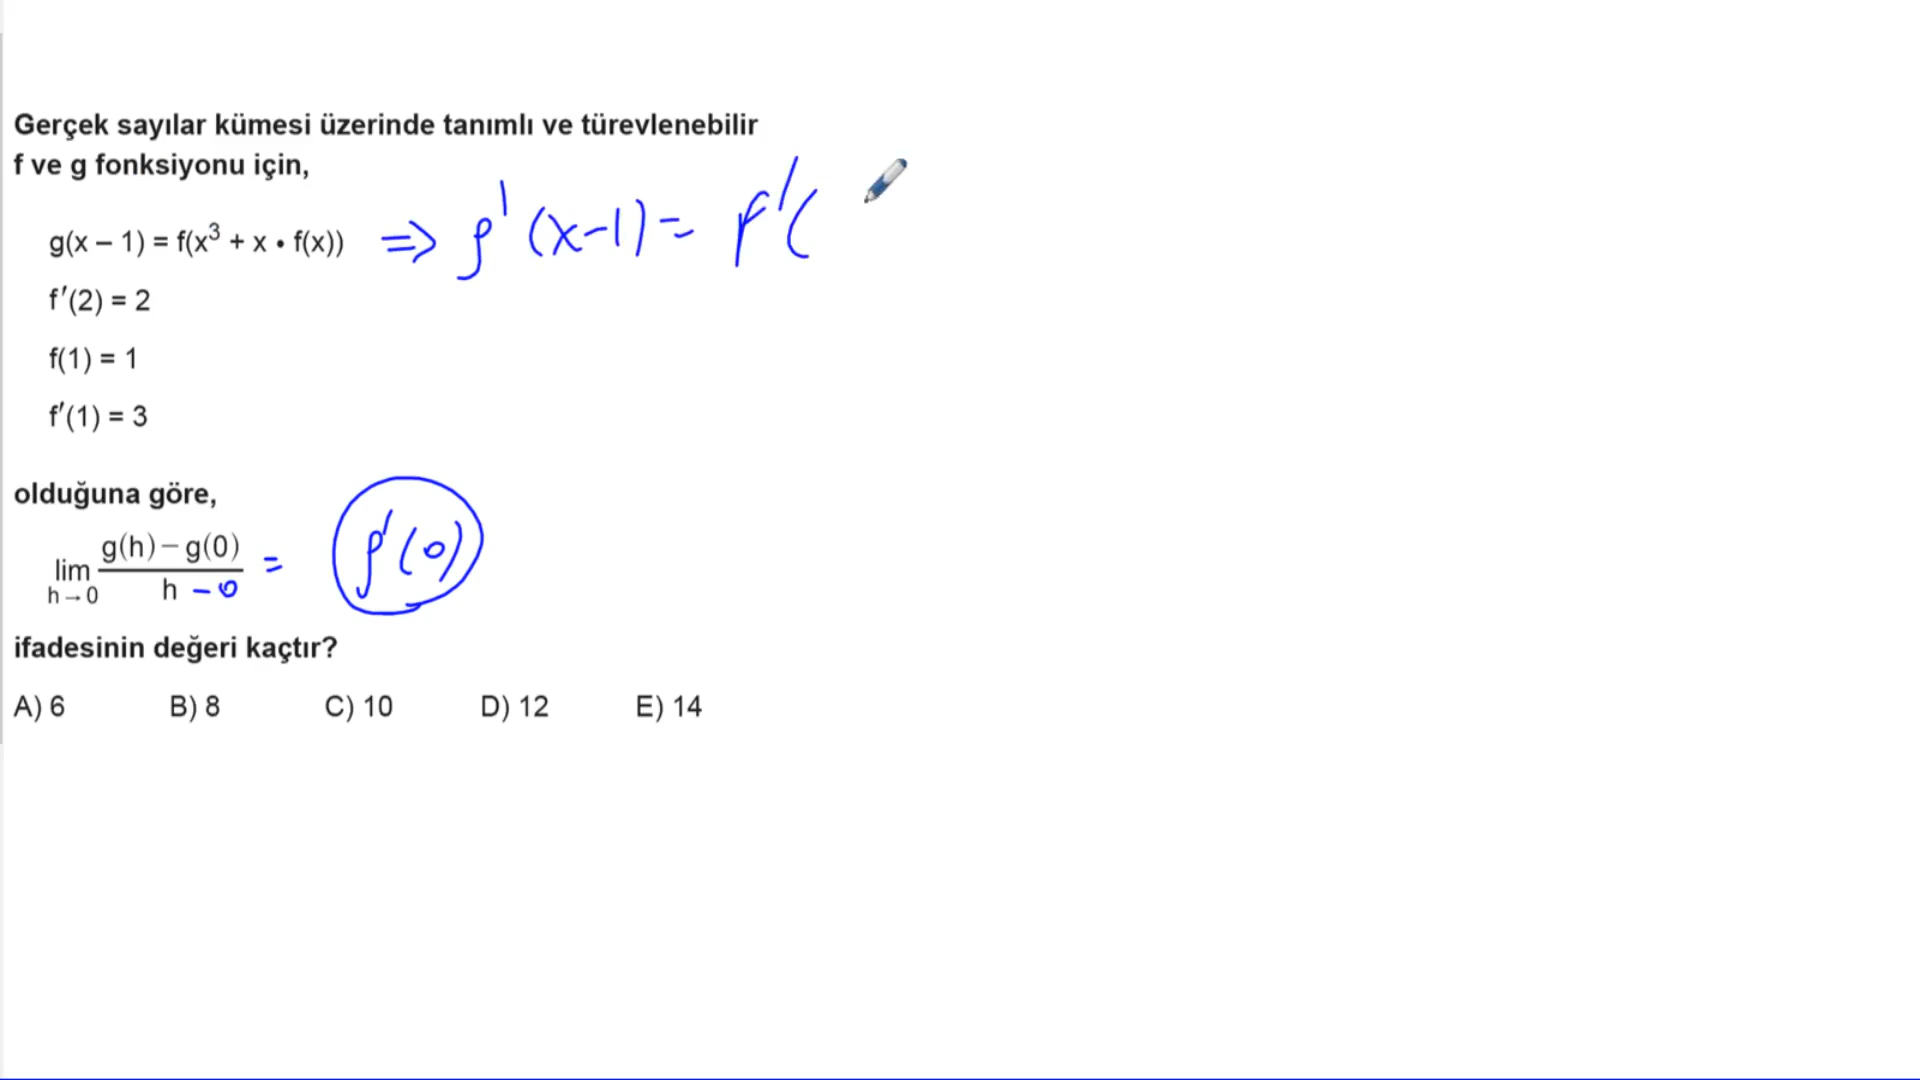 Gerçek sayılar kümesi üzerinde tanımlı ve türevlenebilir
f ve g fonksiyonu için,
g(x – 1) = f(x³ + x • f(x)) ⇒ g'(x-1) = f'(
f′(2) = 2
f(1) = 1
f′(1) = 3
olduğuna göre,
lim h→0 g(h) – g(0) / h - 0 = g'(0)
ifadesinin değeri kaçtır?
A) 6 B) 8 C) 10 D) 12 E) 14